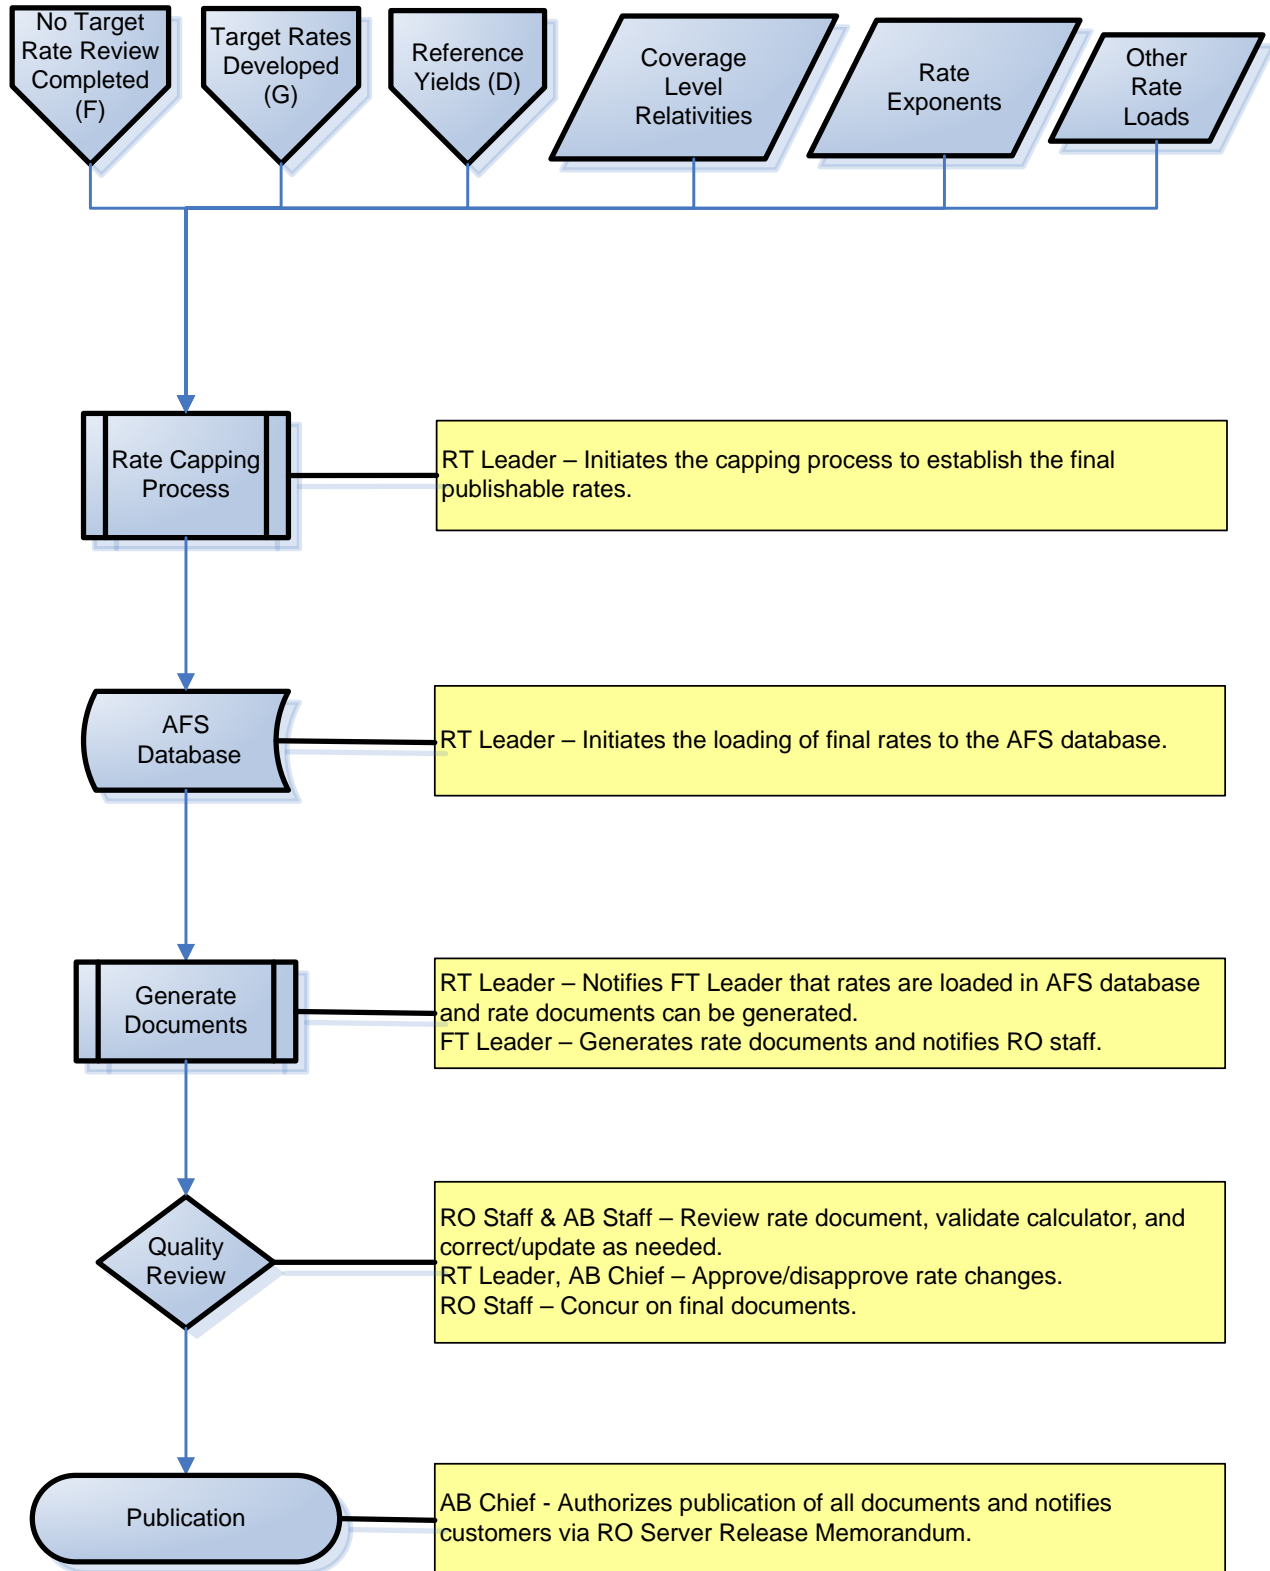 No Target
Rate Review
Completed
(F)
Target Rates
Developed
(G)
Reference
Yields (D)
Coverage
Level
Relativities
Rate
Exponents
Other
Rate
Loads
Rate Capping
Process
RT Leader – Initiates the capping process to establish the final
publishable rates.
AFS
Database
RT Leader – Initiates the loading of final rates to the AFS database.
Generate
Documents
RT Leader – Notifies FT Leader that rates are loaded in AFS database
and rate documents can be generated.
FT Leader – Generates rate documents and notifies RO staff.
Quality
Review
RO Staff & AB Staff – Review rate document, validate calculator, and
correct/update as needed.
RT Leader, AB Chief – Approve/disapprove rate changes.
RO Staff – Concur on final documents.
Publication
AB Chief - Authorizes publication of all documents and notifies
customers via RO Server Release Memorandum.